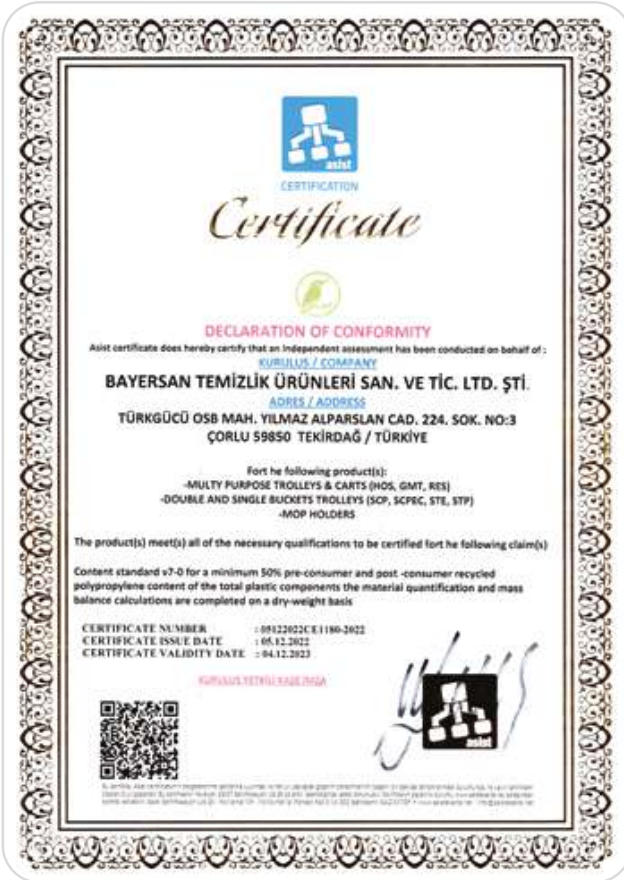 asist
CERTIFICATION
Certificate
DECLARATION OF CONFORMITY
Asist certificate does hereby certify that an independent assessment has been conducted on behalf of :
KURULUS / COMPANY
BAYERSAN TEMİZLİK ÜRÜNLERİ SAN. VE TİC. LTD. ŞTİ.
ADRES / ADDRESS
TÜRKGÜCÜ OSB MAH. YILMAZ ALPARSLAN CAD. 224. SOK. NO:3
ÇORLU 59850 TEKİRDAĞ / TÜRKİYE
Fort he following product(s):
-MULTY PURPOSE TROLLEYS & CARTS (HOS, GMT, RES)
-DOUBLE AND SINGLE BUCKETS TROLLEYS (SCP, SCPEC, STE, STP)
-MOP HOLDERS
The product(s) meet(s) all of the necessary qualifications to be certified fort he following claim(s)
Content standard v7-0 for a minimum 50% pre-consumer and post -consumer recycled
polypropylene content of the total plastic components the material quantification and mass
balance calculations are completed on a dry-weight basis
CERTIFICATE NUMBER : 05122022CE1180-2022
CERTIFICATE ISSUE DATE : 05.12.2022
CERTIFICATE VALIDITY DATE : 04.12.2023
asist